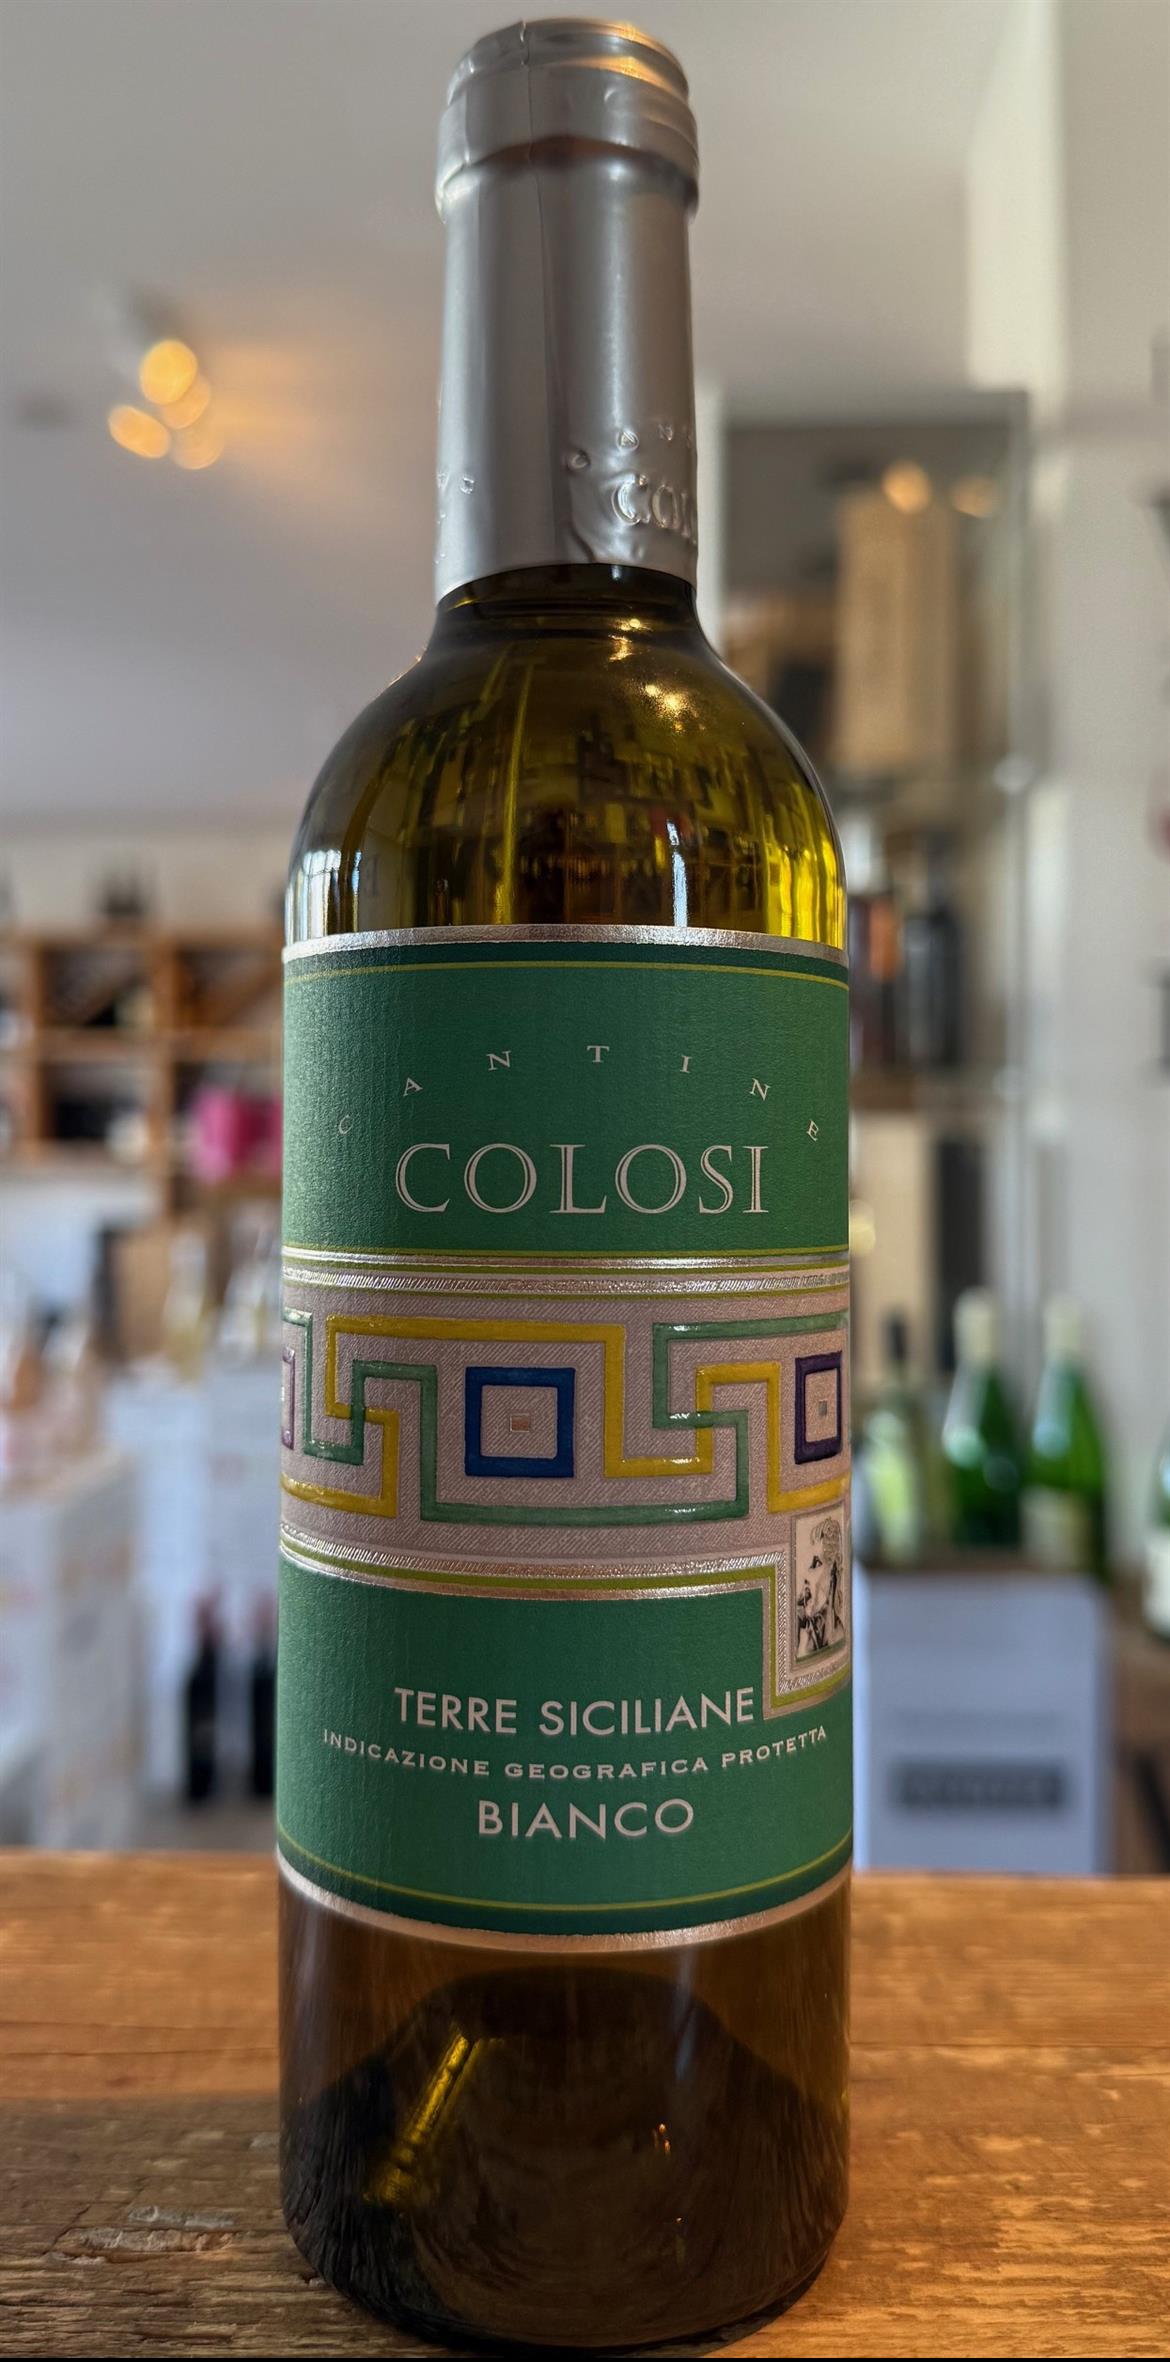 CANTINE
COLOSI
TERRE SICILIANE
INDICAZIONE GEOGRAFICA PROTETTA
BIANCO